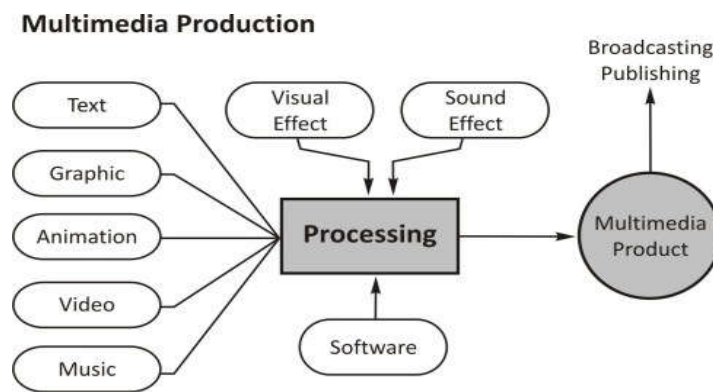 Multimedia Production
Broadcasting
Publishing
Text
Visual
Effect
Sound
Effect
Graphic
Animation
Processing
Multimedia
Product
Video
Software
Music